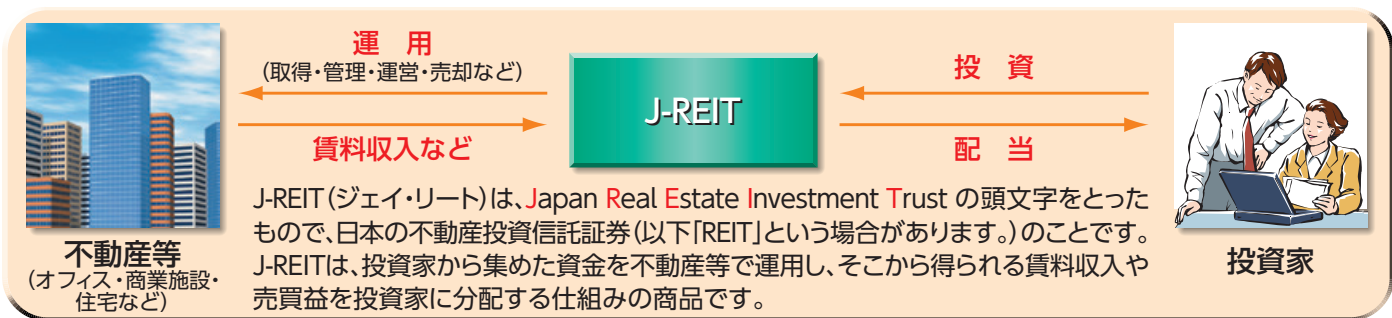 運 用
(取得・管理・運営・売却など)
賃料収入など
J-REIT
投 資
配 当
不動産等
(オフィス・商業施設・
住宅など)
J-REIT(ジェイ・リート)は、Japan Real Estate Investment Trust の頭文字をとった
もので、日本の不動産投資信託証券(以下「REIT」という場合があります。)のことです。
J-REITは、投資家から集めた資金を不動産等で運用し、そこから得られる賃料収入や
売買益を投資家に分配する仕組みの商品です。
投資家